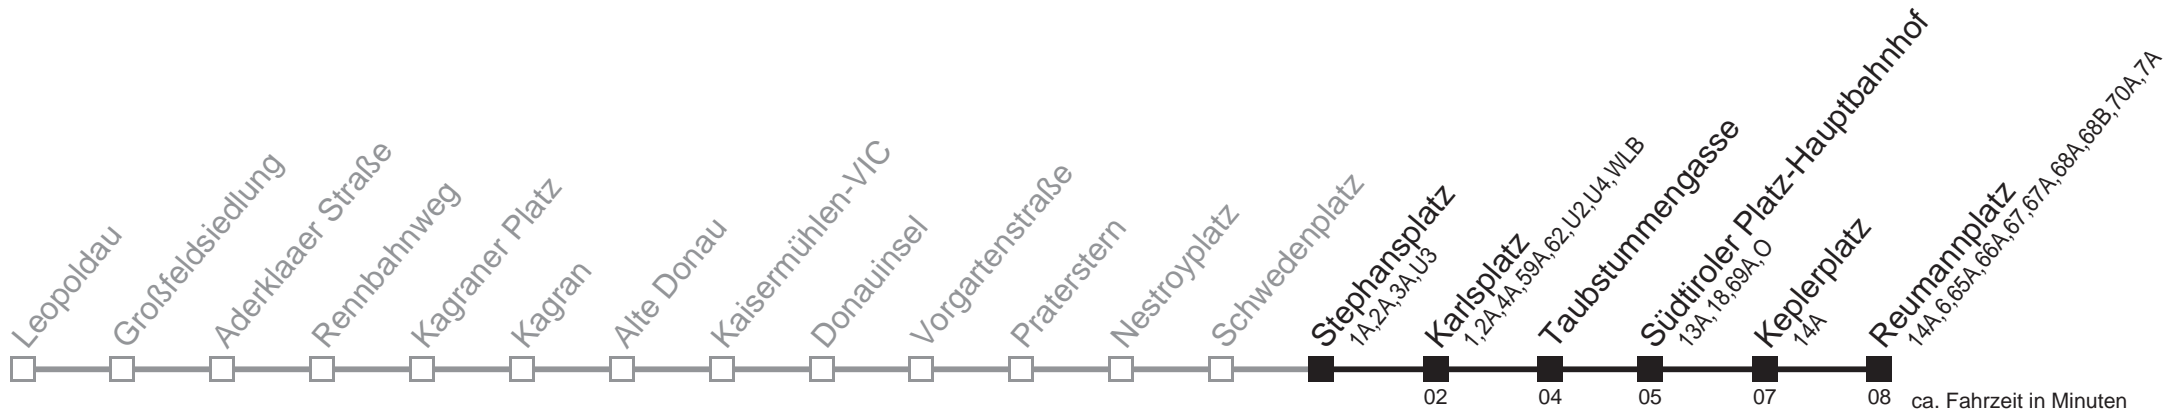 Leopoldau
Großfeldsiedlung
Aderklaaer Straße
Rennbahnweg
Kagraner Platz
Kagran
Alte Donau
Kaisermühlen-VIC
Donauinsel
Vorgartenstraße
Praterstern
Nestroyplatz
Schwedenplatz
Stephansplatz
1A,2A,3A,U3
Karlsplatz
1,2A,4A,59A,62,U2,U4,WLB
Taubstummengasse
Südtiroler Platz-Hauptbahnhof
13A,18,69A,O
Keplerplatz
14A
Reumannplatz
14A,6,65A,66A,67,67A,68A,68B,70A,7A
02 04 05 07 08 ca. Fahrzeit in Minuten